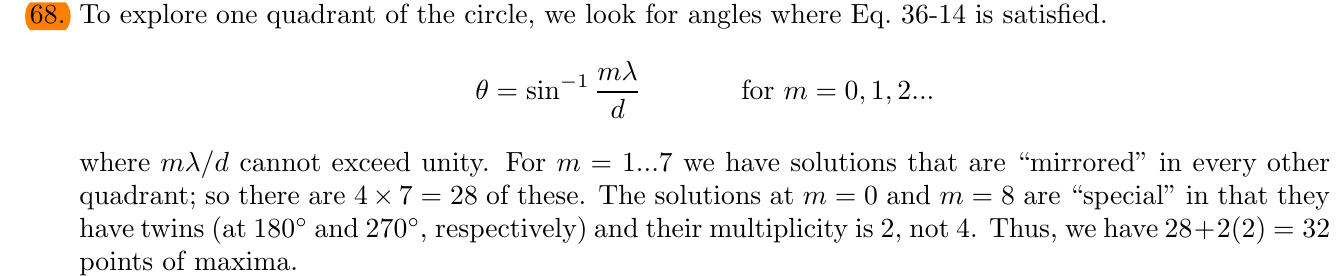 68. To explore one quadrant of the circle, we look for angles where Eq. 36-14 is satisfied.
θ = sin⁻¹ mλ/d for m = 0, 1, 2...
where mλ/d cannot exceed unity. For m = 1...7 we have solutions that are “mirrored” in every other
quadrant; so there are 4 × 7 = 28 of these. The solutions at m = 0 and m = 8 are “special” in that they
have twins (at 180° and 270°, respectively) and their multiplicity is 2, not 4. Thus, we have 28+2(2) = 32
points of maxima.